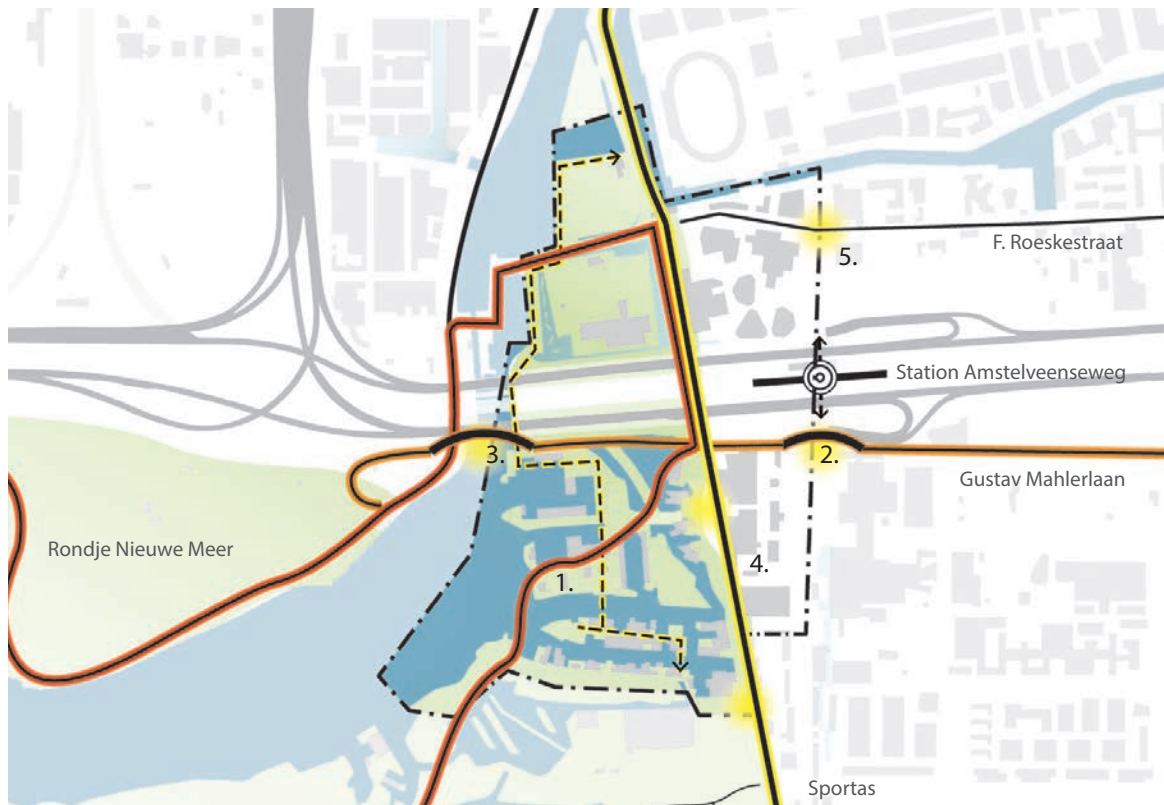 F. Roeskestraat
5.
Station Amstelveenseweg
3.
2.
Gustav Mahlerlaan
Rondje Nieuwe Meer
4.
1.
Sportas